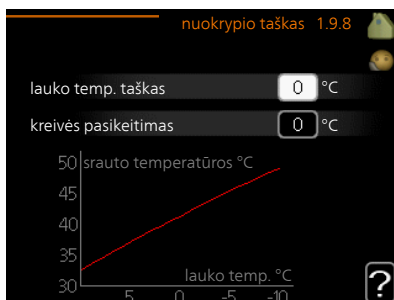 nuokrypio taškas 1.9.8
lauko temp. taškas 0 °C
kreivės pasikeitimas 0 °C
50 srauto temperatūros °C
45
40
35
30
lauko temp. °C
5 0 -5 -10
?